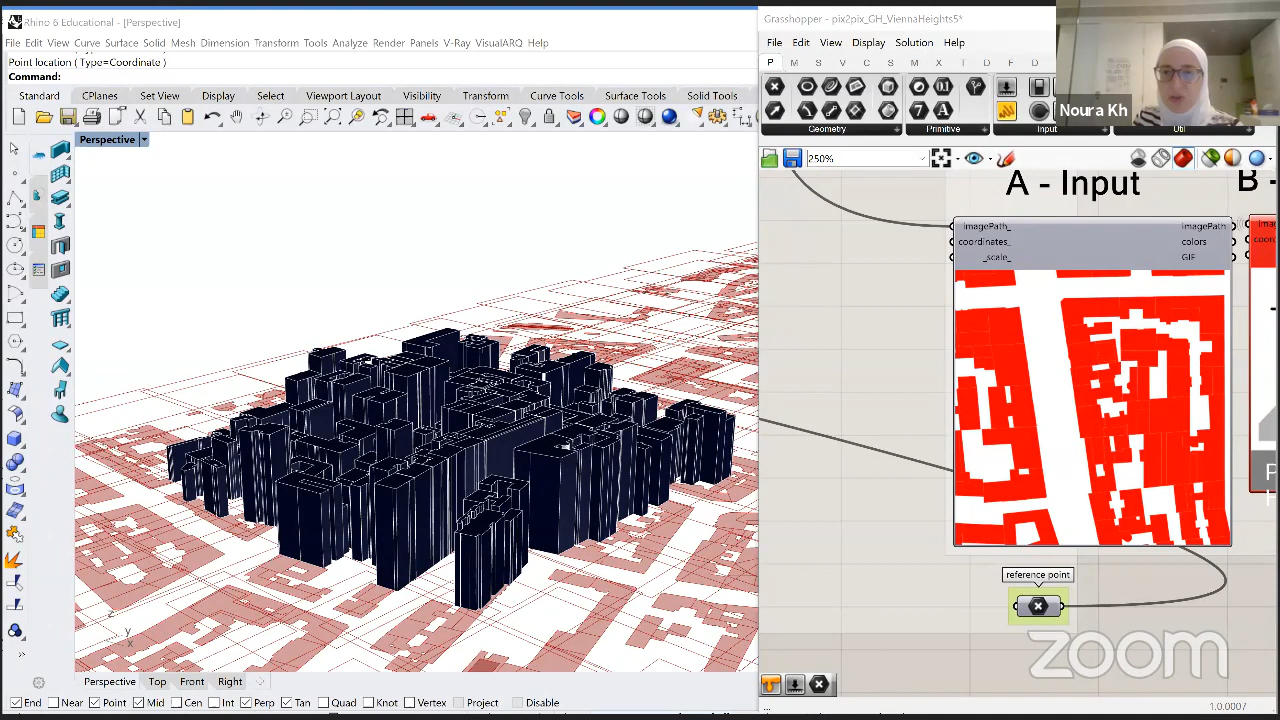 Rhino 6 Educational - [Perspective]
File Edit View Curve Surface Solid Mesh Dimension Transform Tools Analyze Render Panels V-Ray VisualARQ Help
Point location ( Type=Coordinate )
Command:
Standard CPlanes Set View Display Select Viewport Layout Visibility Transform Curve Tools Surface Tools Solid Tools
Perspective
y
x
Perspective Top Front Right
End Point Mid Cen Int Perp Tan Quad Knot Vertex Project Disable
Grasshopper - pix2pix_GH_ViennaHeights5*
File Edit View Display Solution Help
P M S V C S M X T D F D
Geometry Primitive Input Util
Noura Kh
250%
A - Input
B -
imagePath_ imagePath
coordinates_ colors
_scale_ GIF
reference point
zoom
...
1.0.0007